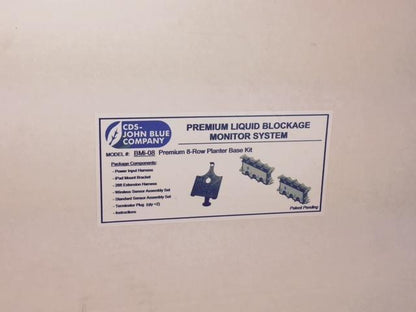 CDS-
JOHN BLUE
COMPANY
PREMIUM LIQUID BLOCKAGE
MONITOR SYSTEM
MODEL #: BMi-08 Premium 8-Row Planter Base Kit
Package Components:
- Power Input Harness
- iPad Mount Bracket
- 28ft Extension Harness
- Wireless Sensor Assembly Set
- Standard Sensor Assembly Set
- Terminator Plug (qty =2)
- Instructions
Patent Pending